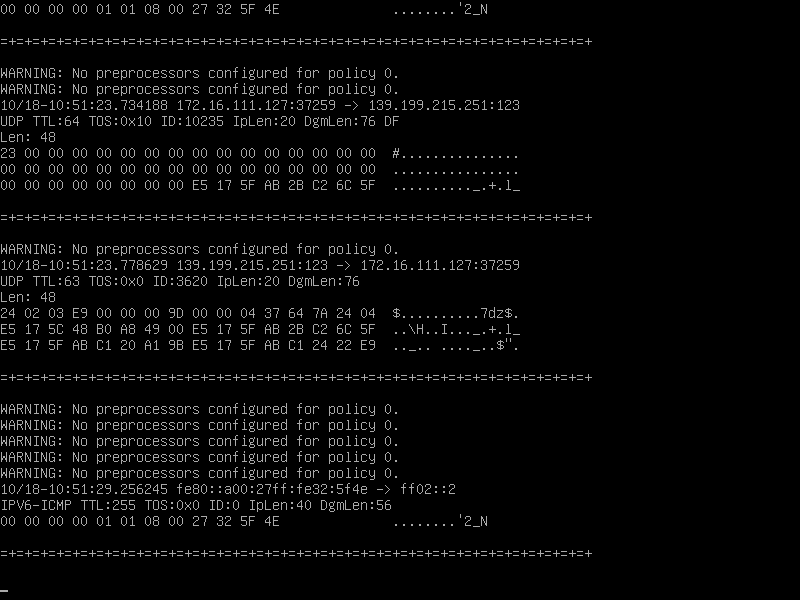 00 00 00 00 01 01 08 00 27 32 5F 4E              ........'2_N
=+=+=+=+=+=+=+=+=+=+=+=+=+=+=+=+=+=+=+=+=+=+=+=+=+=+=+=+=+=+=+=+=+=+=+=+=+
WARNING: No preprocessors configured for policy 0.
WARNING: No preprocessors configured for policy 0.
10/18-10:51:23.734188 172.16.111.127:37259 -> 139.199.215.251:123
UDP TTL:64 TOS:0x10 ID:10235 IpLen:20 DgmLen:76 DF
Len: 48
23 00 00 00 00 00 00 00 00 00 00 00 00 00 00 00  #...............
00 00 00 00 00 00 00 00 00 00 00 00 00 00 00 00  ................
00 00 00 00 00 00 00 00 E5 17 5F AB 2B C2 6C 5F  .........._.+.l_
=+=+=+=+=+=+=+=+=+=+=+=+=+=+=+=+=+=+=+=+=+=+=+=+=+=+=+=+=+=+=+=+=+=+=+=+=+
WARNING: No preprocessors configured for policy 0.
10/18-10:51:23.778629 139.199.215.251:123 -> 172.16.111.127:37259
UDP TTL:63 TOS:0x0 ID:3620 IpLen:20 DgmLen:76
Len: 48
24 02 03 E9 00 00 00 9D 00 00 04 37 64 7A 24 04  $..........7dz$.
E5 17 5C 48 B0 A8 49 00 E5 17 5F AB 2B C2 6C 5F  ..\H..I..._.+.l_
E5 17 5F AB C1 20 A1 9B E5 17 5F AB C1 24 22 E9  .._.. ...._..$".
=+=+=+=+=+=+=+=+=+=+=+=+=+=+=+=+=+=+=+=+=+=+=+=+=+=+=+=+=+=+=+=+=+=+=+=+=+
WARNING: No preprocessors configured for policy 0.
WARNING: No preprocessors configured for policy 0.
WARNING: No preprocessors configured for policy 0.
WARNING: No preprocessors configured for policy 0.
WARNING: No preprocessors configured for policy 0.
10/18-10:51:29.256245 fe80::a00:27ff:fe32:5f4e -> ff02::2
IPV6-ICMP TTL:255 TOS:0x0 ID:0 IpLen:40 DgmLen:56
00 00 00 00 01 01 08 00 27 32 5F 4E              ........'2_N
=+=+=+=+=+=+=+=+=+=+=+=+=+=+=+=+=+=+=+=+=+=+=+=+=+=+=+=+=+=+=+=+=+=+=+=+=+